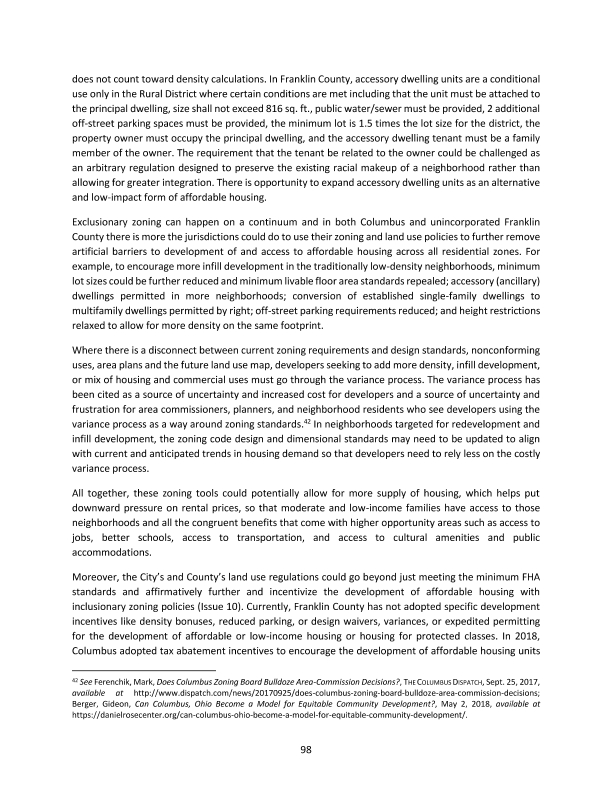 does not count toward density calculations. In Franklin County, accessory dwelling units are a conditional
use only in the Rural District where certain conditions are met including that the unit must be attached to
the principal dwelling, size shall not exceed 816 sq. ft., public water/sewer must be provided, 2 additional
off-street parking spaces must be provided, the minimum lot is 1.5 times the lot size for the district, the
property owner must occupy the principal dwelling, and the accessory dwelling tenant must be a family
member of the owner. The requirement that the tenant be related to the owner could be challenged as
an arbitrary regulation designed to preserve the existing racial makeup of a neighborhood rather than
allowing for greater integration. There is opportunity to expand accessory dwelling units as an alternative
and low-impact form of affordable housing.
Exclusionary zoning can happen on a continuum and in both Columbus and unincorporated Franklin
County there is more the jurisdictions could do to use their zoning and land use policies to further remove
artificial barriers to development of and access to affordable housing across all residential zones. For
example, to encourage more infill development in the traditionally low-density neighborhoods, minimum
lot sizes could be further reduced and minimum livable floor area standards repealed; accessory (ancillary)
dwellings permitted in more neighborhoods; conversion of established single-family dwellings to
multifamily dwellings permitted by right; off-street parking requirements reduced; and height restrictions
relaxed to allow for more density on the same footprint.
Where there is a disconnect between current zoning requirements and design standards, nonconforming
uses, area plans and the future land use map, developers seeking to add more density, infill development,
or mix of housing and commercial uses must go through the variance process. The variance process has
been cited as a source of uncertainty and increased cost for developers and a source of uncertainty and
frustration for area commissioners, planners, and neighborhood residents who see developers using the
variance process as a way around zoning standards.42 In neighborhoods targeted for redevelopment and
infill development, the zoning code design and dimensional standards may need to be updated to align
with current and anticipated trends in housing demand so that developers need to rely less on the costly
variance process.
All together, these zoning tools could potentially allow for more supply of housing, which helps put
downward pressure on rental prices, so that moderate and low-income families have access to those
neighborhoods and all the congruent benefits that come with higher opportunity areas such as access to
jobs, better schools, access to transportation, and access to cultural amenities and public
accommodations.
Moreover, the City's and County's land use regulations could go beyond just meeting the minimum FHA
standards and affirmatively further and incentivize the development of affordable housing with
inclusionary zoning policies (Issue 10). Currently, Franklin County has not adopted specific development
incentives like density bonuses, reduced parking, or design waivers, variances, or expedited permitting
for the development of affordable or low-income housing or housing for protected classes. In 2018,
Columbus adopted tax abatement incentives to encourage the development of affordable housing units
42 See Ferenchik, Mark, Does Columbus Zoning Board Bulldoze Area-Commission Decisions?, THE COLUMBUS DISPATCH, Sept. 25, 2017,
available at http://www.dispatch.com/news/20170925/does-columbus-zoning-board-bulldoze-area-commission-decisions;
Berger, Gideon, Can Columbus, Ohio Become a Model for Equitable Community Development?, May 2, 2018, available at
https://danielrosecenter.org/can-columbus-ohio-become-a-model-for-equitable-community-development/.
98